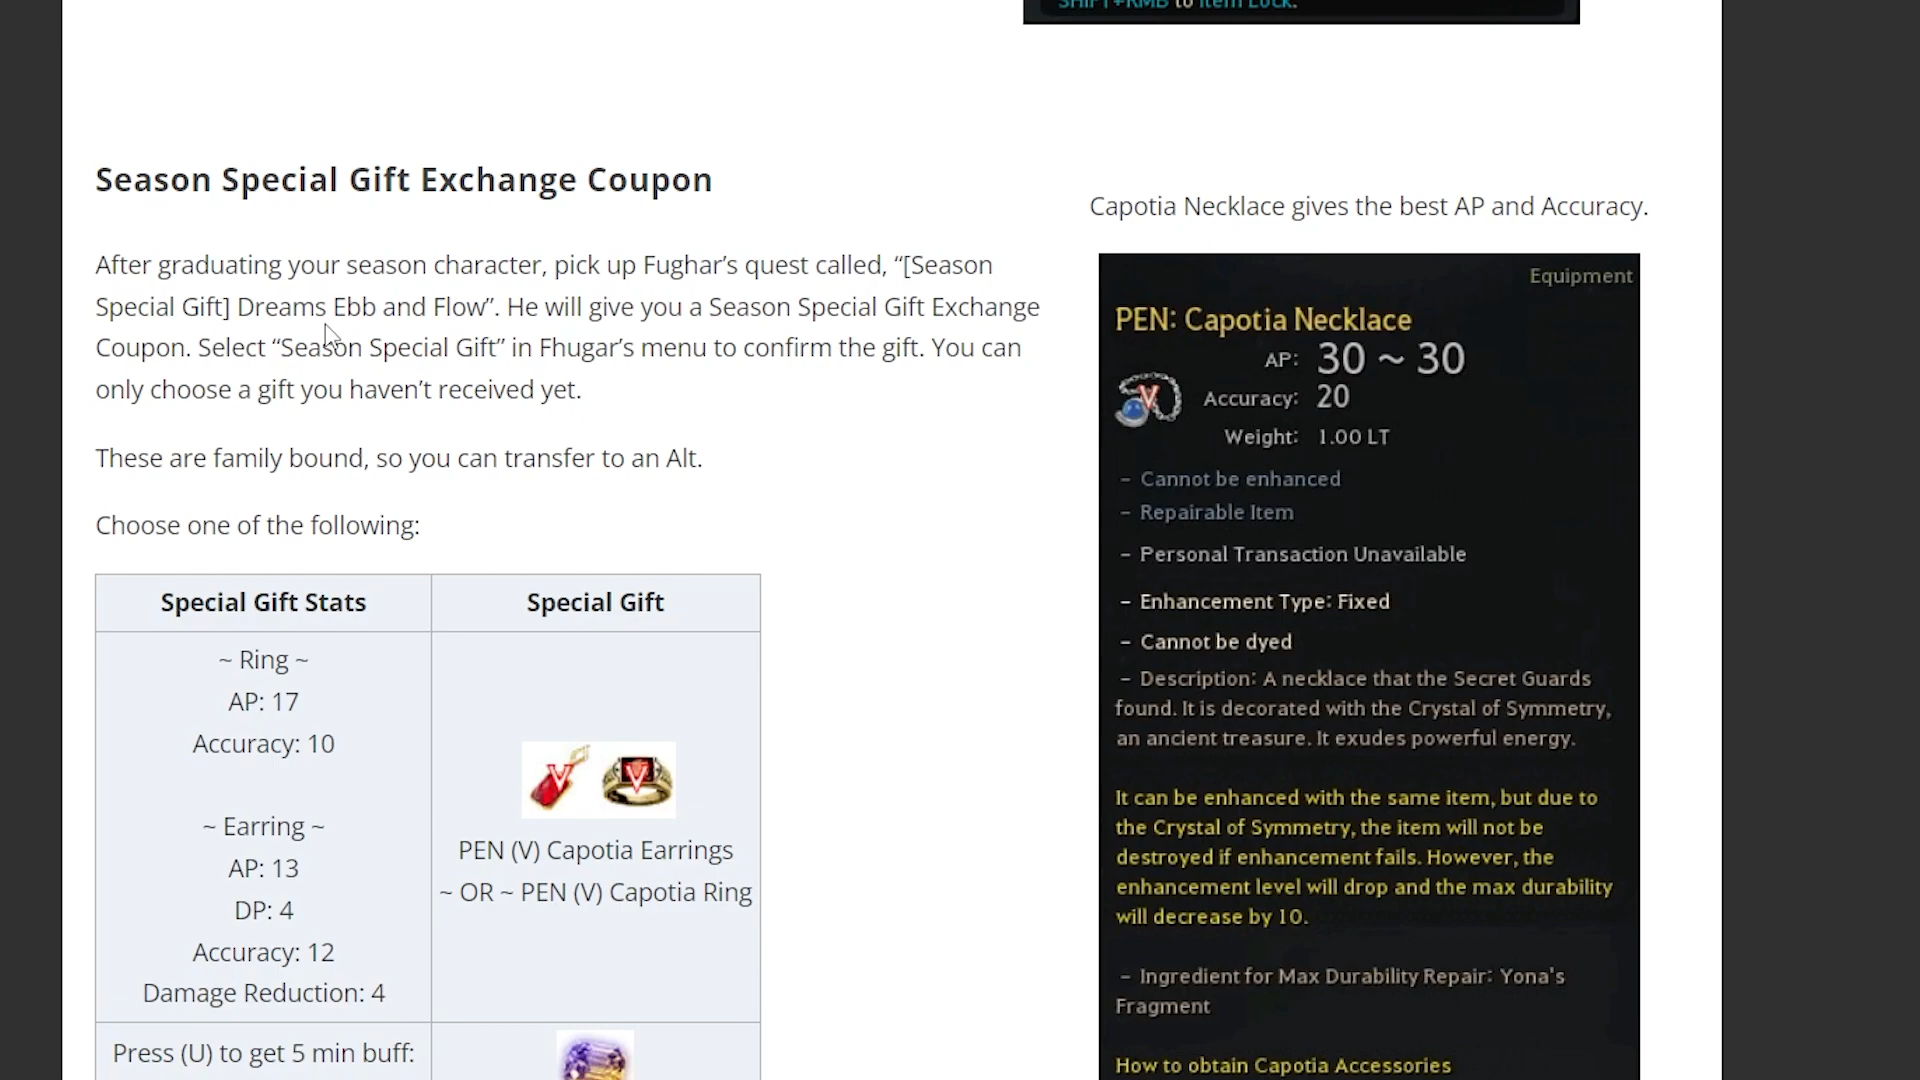 SHIFT+RMB to Item Lock.
Season Special Gift Exchange Coupon
After graduating your season character, pick up Fughar’s quest called, “[Season
Special Gift] Dreams Ebb and Flow”. He will give you a Season Special Gift Exchange
Coupon. Select “Season Special Gift” in Fhugar’s menu to confirm the gift. You can
only choose a gift you haven’t received yet.
These are family bound, so you can transfer to an Alt.
Choose one of the following:
Special Gift Stats
Special Gift
~ Ring ~
AP: 17
Accuracy: 10
~ Earring ~
AP: 13
DP: 4
Accuracy: 12
Damage Reduction: 4
V V
PEN (V) Capotia Earrings
~ OR ~ PEN (V) Capotia Ring
Press (U) to get 5 min buff:
Capotia Necklace gives the best AP and Accuracy.
Equipment
PEN: Capotia Necklace
AP: 30 ~ 30
V
Accuracy: 20
Weight: 1.00 LT
- Cannot be enhanced
- Repairable Item
- Personal Transaction Unavailable
- Enhancement Type: Fixed
- Cannot be dyed
- Description: A necklace that the Secret Guards
found. It is decorated with the Crystal of Symmetry,
an ancient treasure. It exudes powerful energy.
It can be enhanced with the same item, but due to
the Crystal of Symmetry, the item will not be
destroyed if enhancement fails. However, the
enhancement level will drop and the max durability
will decrease by 10.
- Ingredient for Max Durability Repair: Yona's
Fragment
How to obtain Capotia Accessories